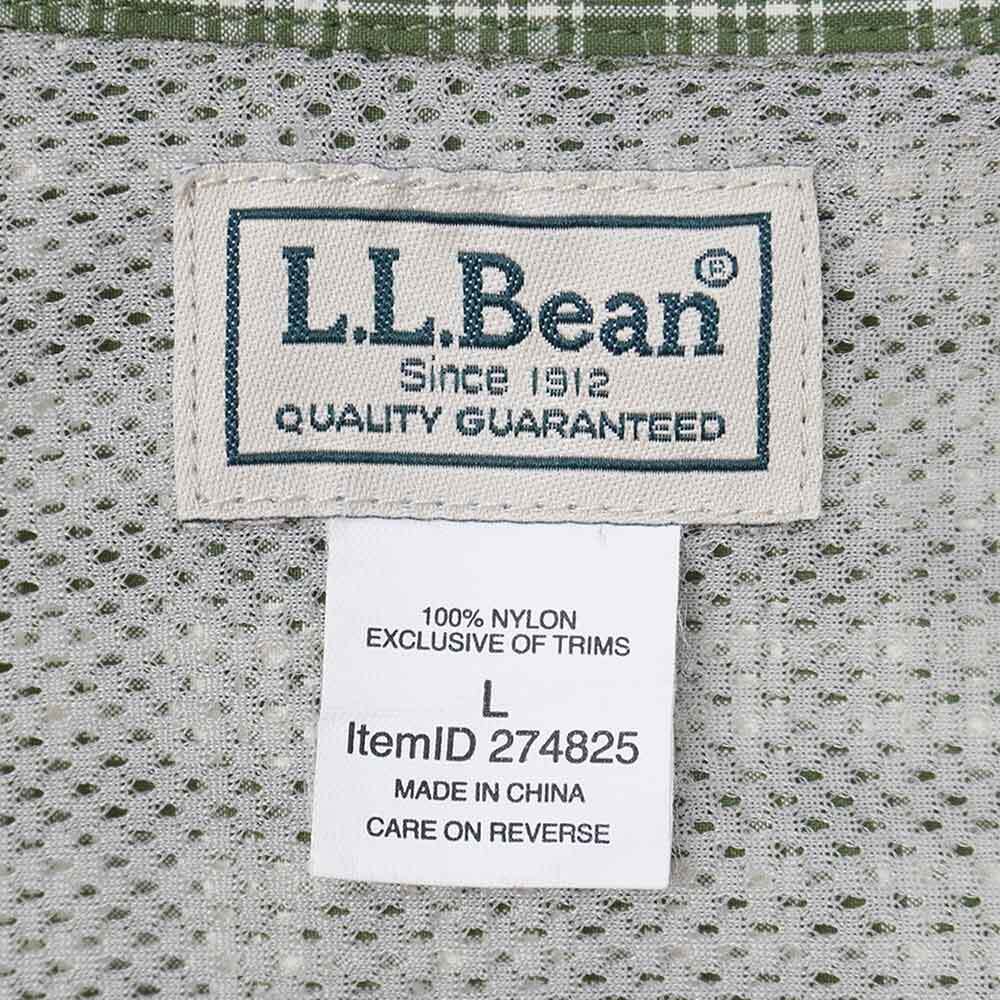 L.L.Bean®
Since 1912
QUALITY GUARANTEED
100% NYLON
EXCLUSIVE OF TRIMS
L
ItemID 274825
MADE IN CHINA
CARE ON REVERSE